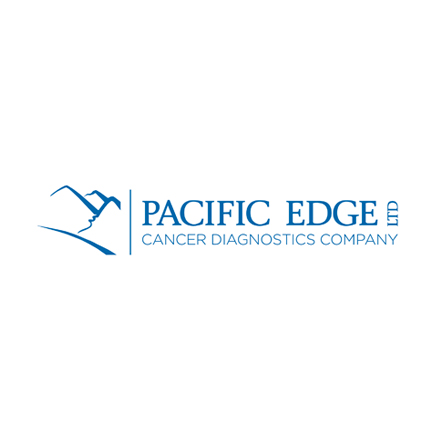 PACIFIC EDGE LTD
CANCER DIAGNOSTICS COMPANY